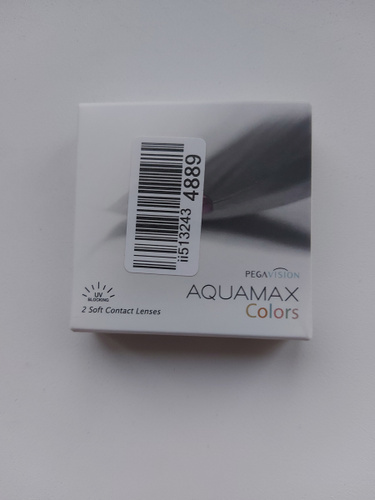 ii513243 4889
PEGAVISION
AQUAMAX
Colors
UV
BLOCKING
2 Soft Contact Lenses